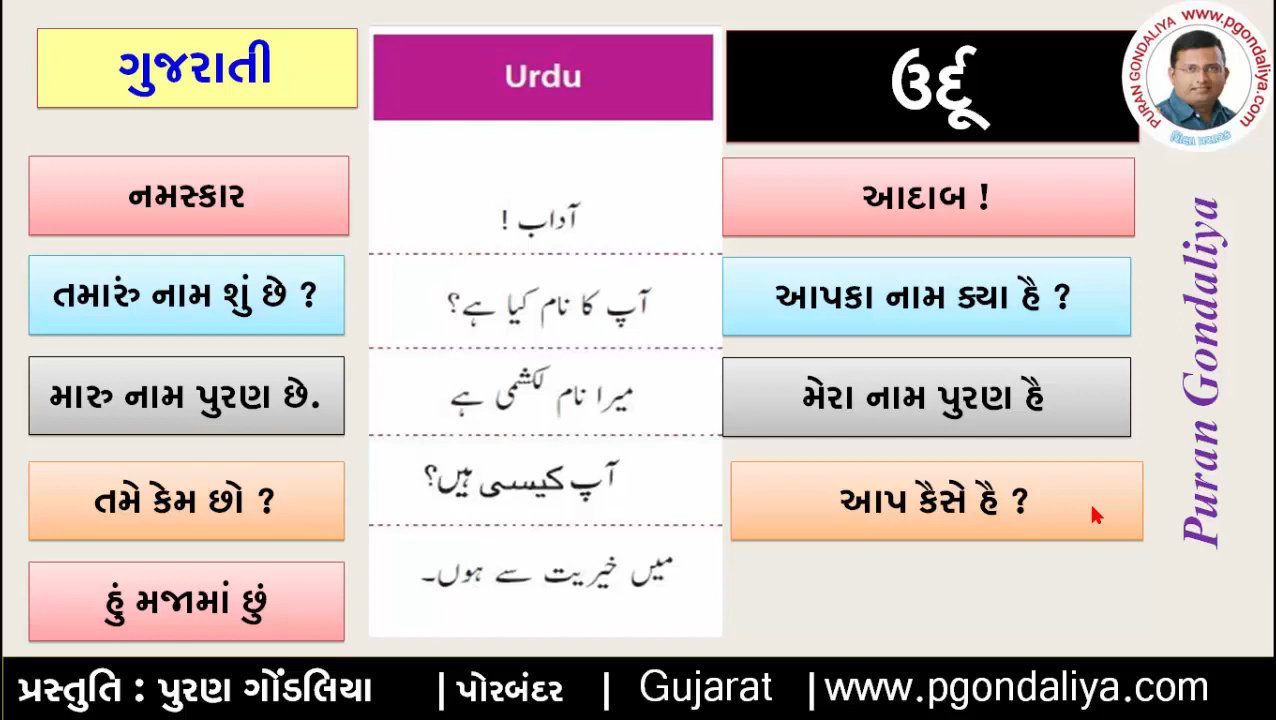 ગુજરાતી
Urdu
ઉર્દૂ
PURAN GONDALIYA www.pgondaliya.com
નમસ્કાર
آداب !
આદાબ !
તમારું નામ શું છે ?
آپ کا نام کیا ہے؟
આપકા નામ ક્યા હૈ ?
મારુ નામ પુરણ છે.
میرا نام لکشمی ہے
મેરા નામ પુરણ હૈ
તમે કેમ છો ?
آپ کیسی ہیں؟
આપ કૈસે હૈ ?
હું મજામાં છું
میں خیریت سے ہوں۔
Puran Gondaliya
પ્રસ્તુતિ : પુરણ ગોંડલિયા | પોરબંદર | Gujarat | www.pgondaliya.com